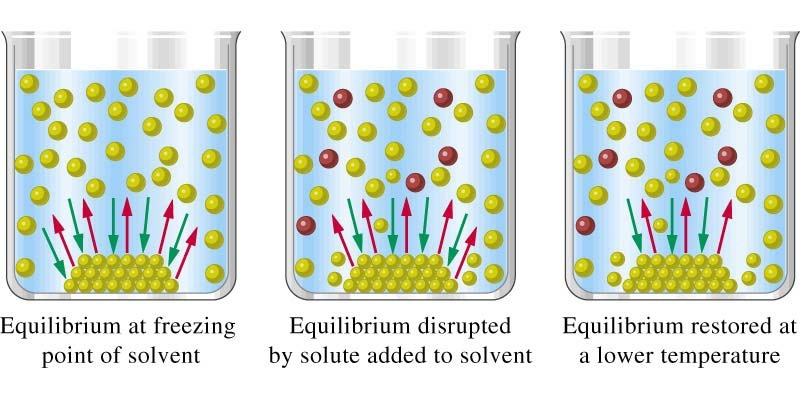 Equilibrium at freezing
point of solvent
Equilibrium disrupted
by solute added to solvent
Equilibrium restored at
a lower temperature